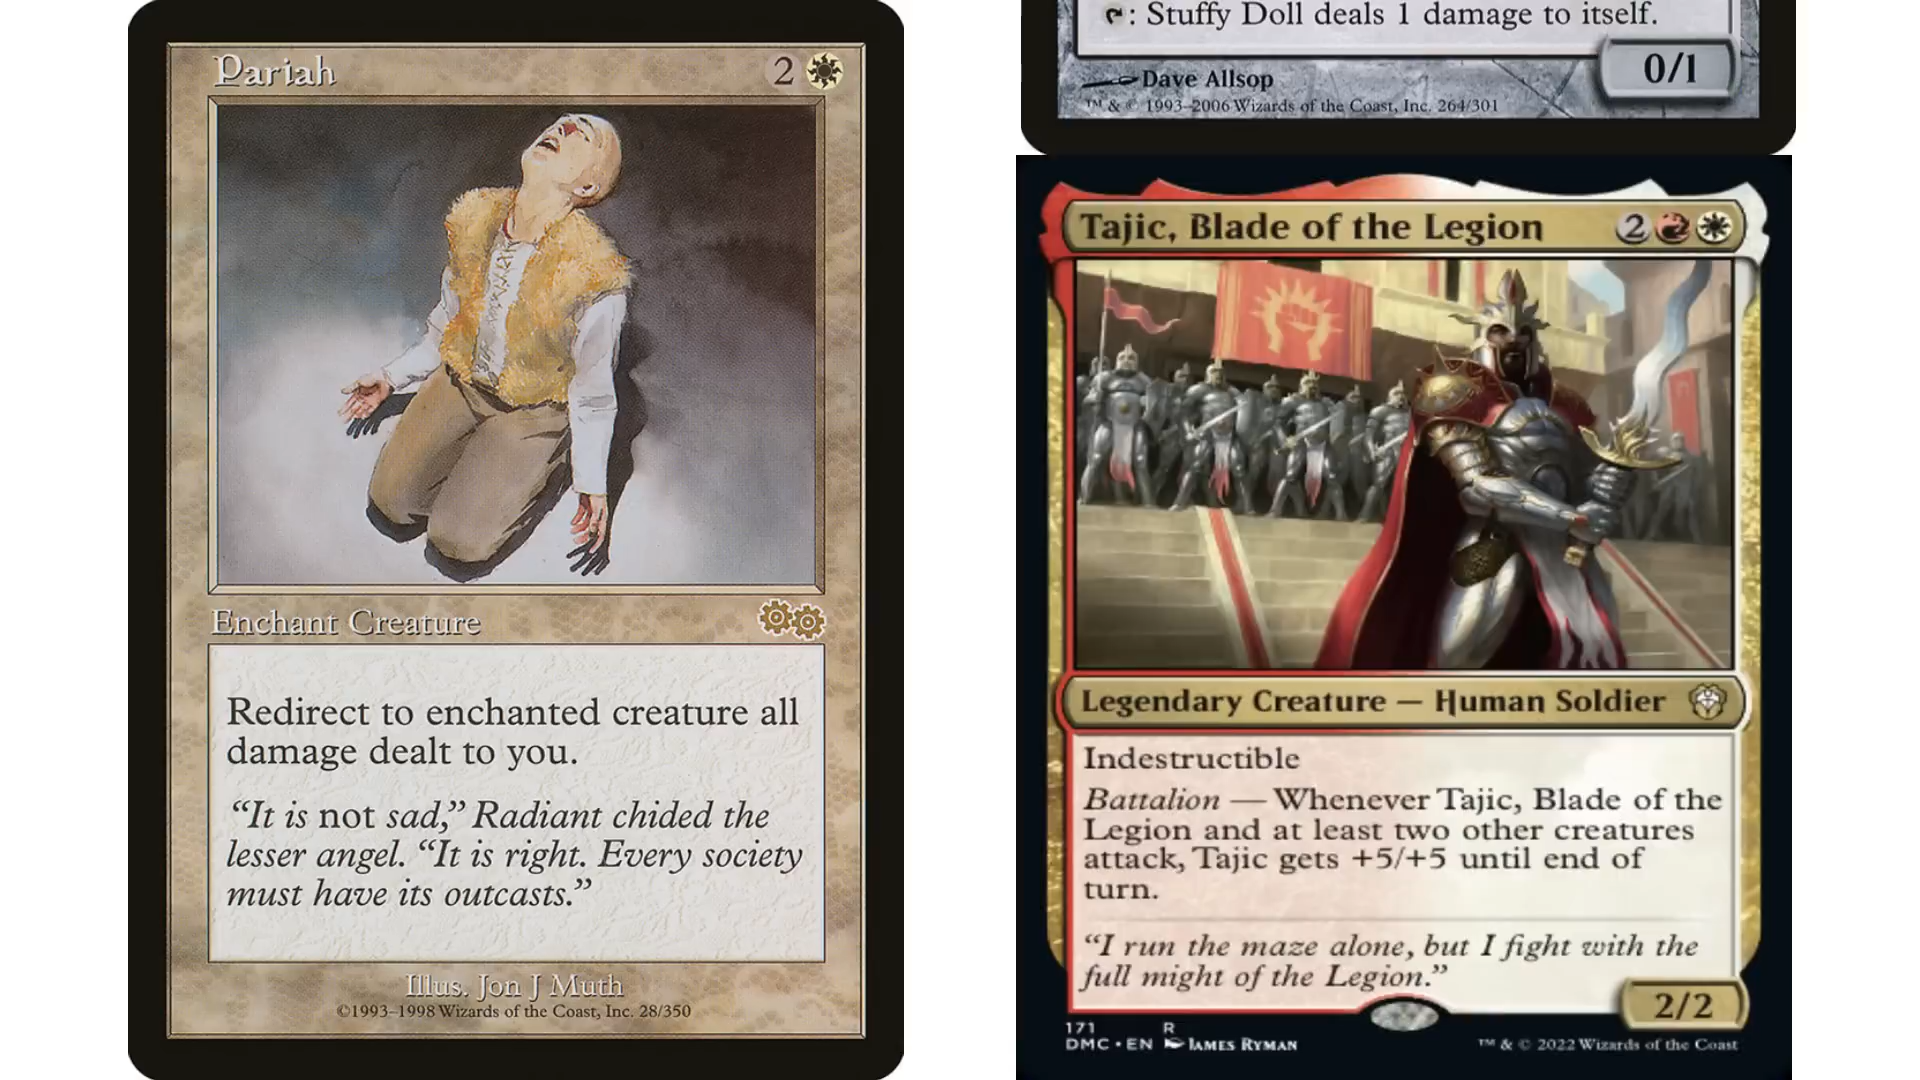 Pariah 2
Enchant Creature
Redirect to enchanted creature all
damage dealt to you.
“It is not sad,” Radiant chided the
lesser angel. “It is right. Every society
must have its outcasts.”
Illus. Jon J Muth
©1993–1998 Wizards of the Coast, Inc. 28/350
: Stuffy Doll deals 1 damage to itself.
0/1
Dave Allsop
™ & © 1993–2006 Wizards of the Coast, Inc. 264/301
Tajic, Blade of the Legion 2
Legendary Creature — Human Soldier
Indestructible
Battalion — Whenever Tajic, Blade of the
Legion and at least two other creatures
attack, Tajic gets +5/+5 until end of
turn.
“I run the maze alone, but I fight with the
full might of the Legion.”
2/2
171 R
DMC • EN JAMES RYMAN
™ & © 2022 Wizards of the Coast